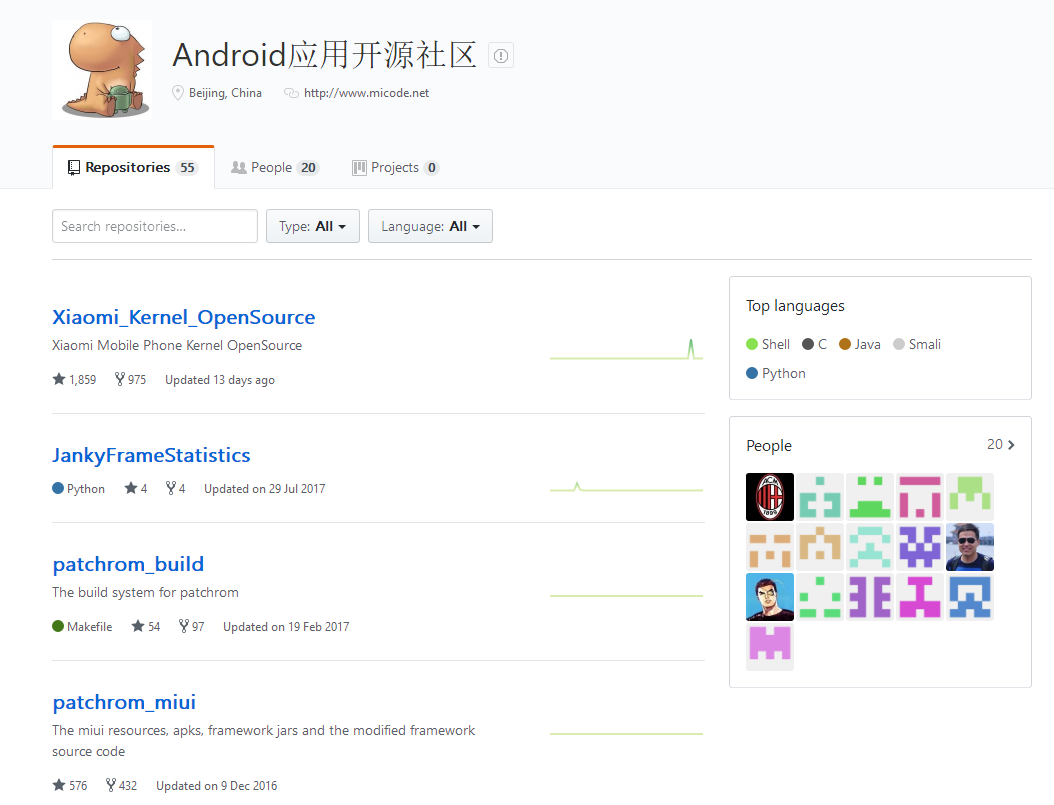 Android应用开源社区
Beijing, China http://www.micode.net
Repositories 55 People 20 Projects 0
Search repositories... Type: All Language: All
Xiaomi_Kernel_OpenSource
Xiaomi Mobile Phone Kernel OpenSource
1,859 975 Updated 13 days ago
JankyFrameStatistics
Python 4 4 Updated on 29 Jul 2017
patchrom_build
The build system for patchrom
Makefile 54 97 Updated on 19 Feb 2017
patchrom_miui
The miui resources, apks, framework jars and the modified framework
source code
576 432 Updated on 9 Dec 2016
Top languages
Shell C Java Smali
Python
People 20
ACM
1899